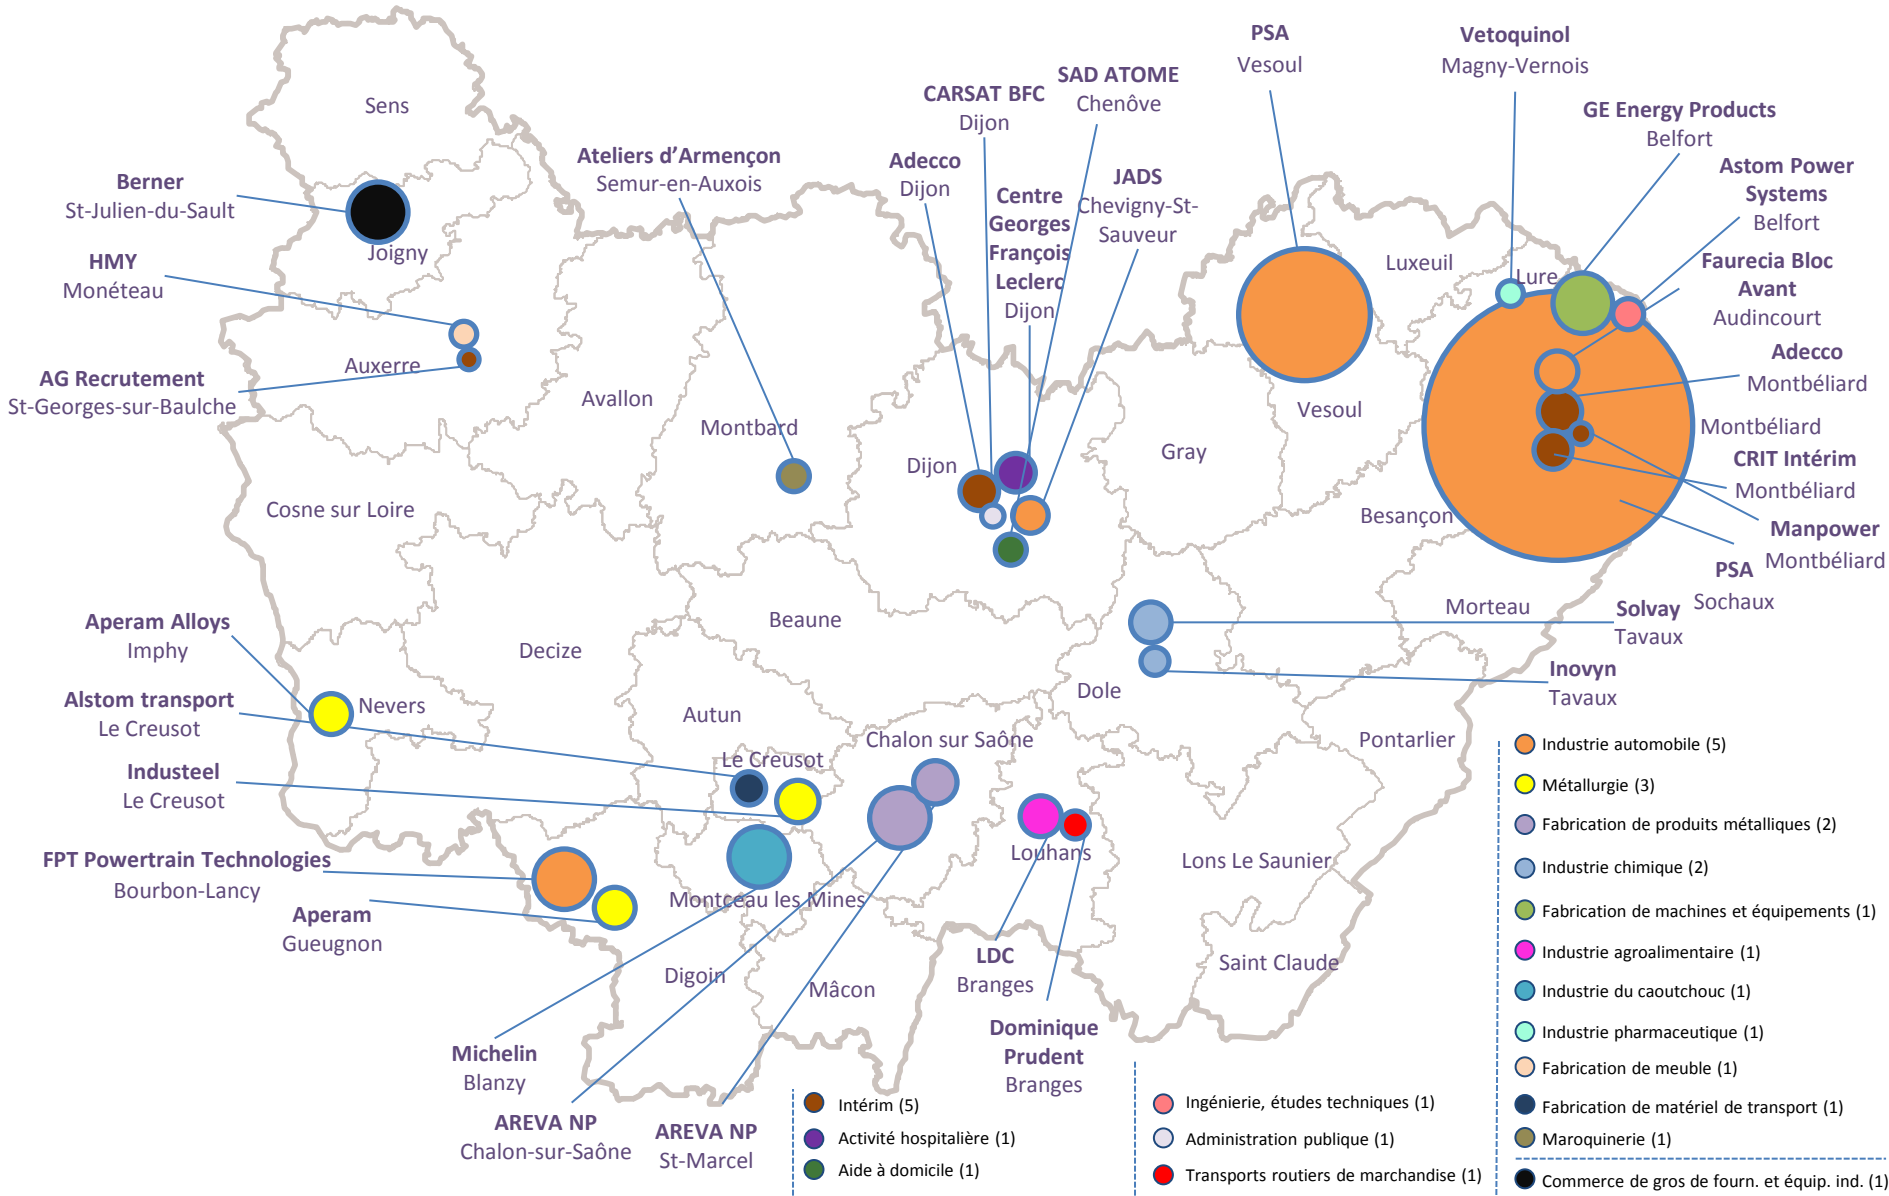 PSA
Vesoul
Vetoquinol
Magny-Vernois
SAD ATOME
Chenôve
CARSAT BFC
Dijon
GE Energy Products
Belfort
Sens
Ateliers d'Armençon
Semur-en-Auxois
Adecco
Dijon
Centre
Georges
François
Leclerc
Dijon
JADS
Chevigny-St-
Sauveur
Astom Power
Systems
Belfort
Berner
St-Julien-du-Sault
Joigny
HMY
Monéteau
Luxeuil
Lure
Faurecia Bloc
Avant
Audincourt
Adecco
Montbéliard
AG Recrutement
St-Georges-sur-Baulche
Auxerre
Avallon
Montbard
Dijon
Gray
Vesoul
Montbéliard
CRIT Intérim
Montbéliard
Cosne sur Loire
Besançon
Manpower
Montbéliard
PSA
Sochaux
Aperam Alloys
Imphy
Decize
Beaune
Morteau
Solvay
Tavaux
Inovyn
Tavaux
Alstom transport
Le Creusot
Nevers
Autun
Dole
Pontarlier
Chalon sur Saône
Le Creusot
Industeel
Le Creusot
FPT Powertrain Technologies
Bourbon-Lancy
Aperam
Gueugnon
Montceau les Mines
Louhans
Lons Le Saunier
Digoin
Mâcon
LDC
Branges
Saint Claude
Michelin
Blanzy
Dominique
Prudent
Branges
AREVA NP
Chalon-sur-Saône
AREVA NP
St-Marcel
Intérim (5)
Activité hospitalière (1)
Aide à domicile (1)
Ingénierie, études techniques (1)
Administration publique (1)
Transports routiers de marchandise (1)
Industrie automobile (5)
Métallurgie (3)
Fabrication de produits métalliques (2)
Industrie chimique (2)
Fabrication de machines et équipements (1)
Industrie agroalimentaire (1)
Industrie du caoutchouc (1)
Industrie pharmaceutique (1)
Fabrication de meuble (1)
Fabrication de matériel de transport (1)
Maroquinerie (1)
Commerce de gros de fourn. et équip. ind. (1)